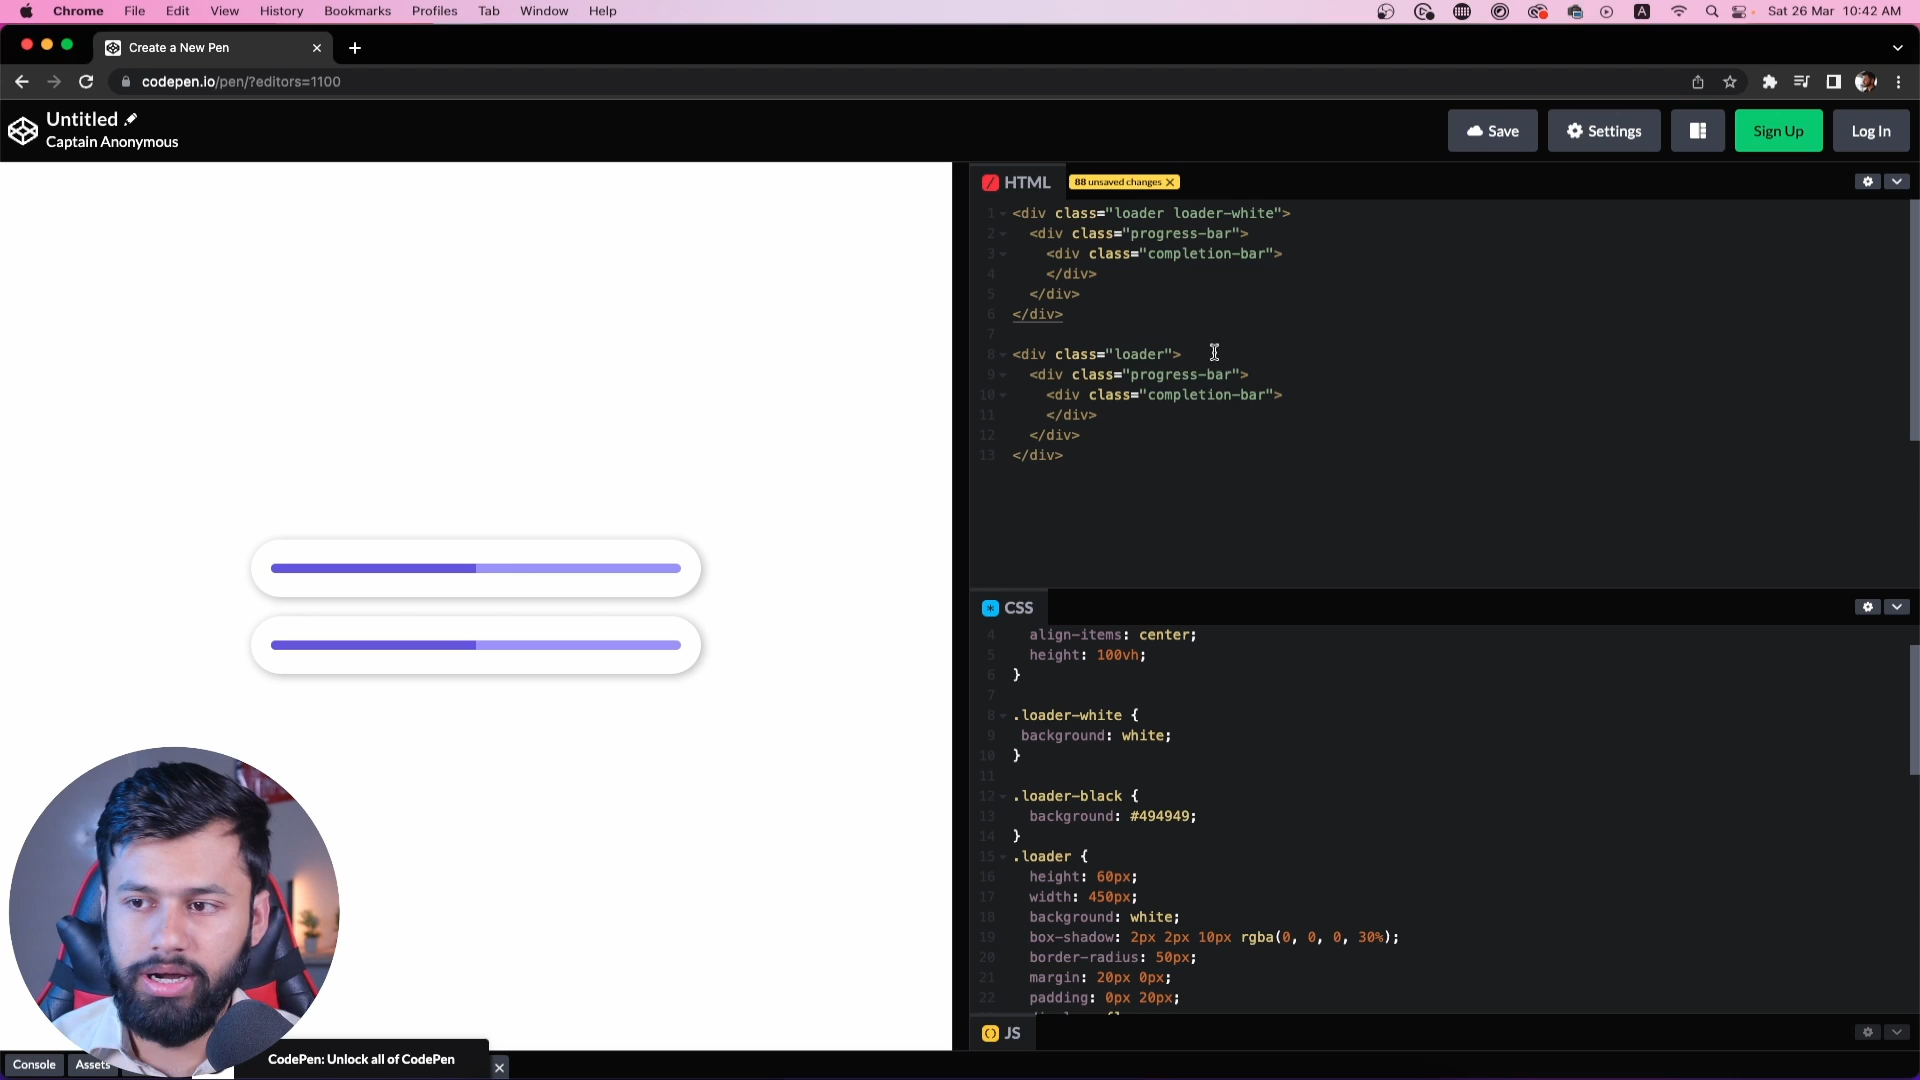 Chrome File Edit View History Bookmarks Profiles Tab Window Help
A Sat 26 Mar 10:42 AM
Create a New Pen
codepen.io/pen/?editors=1100
Untitled
Captain Anonymous
Save Settings Sign Up Log In
HTML 88 unsaved changes X
1 <div class="loader loader-white">
2 <div class="progress-bar">
3 <div class="completion-bar">
4 </div>
5 </div>
6 </div>
7
8 <div class="loader">
9 <div class="progress-bar">
10 <div class="completion-bar">
11 </div>
12 </div>
13 </div>
CSS
4 align-items: center;
5 height: 100vh;
6 }
7
8 .loader-white {
9 background: white;
10 }
11
12 .loader-black {
13 background: #494949;
14 }
15 .loader {
16 height: 60px;
17 width: 450px;
18 background: white;
19 box-shadow: 2px 2px 10px rgba(0, 0, 0, 30%);
20 border-radius: 50px;
21 margin: 20px 0px;
22 padding: 0px 20px;
JS
Console Assets
CodePen: Unlock all of CodePen